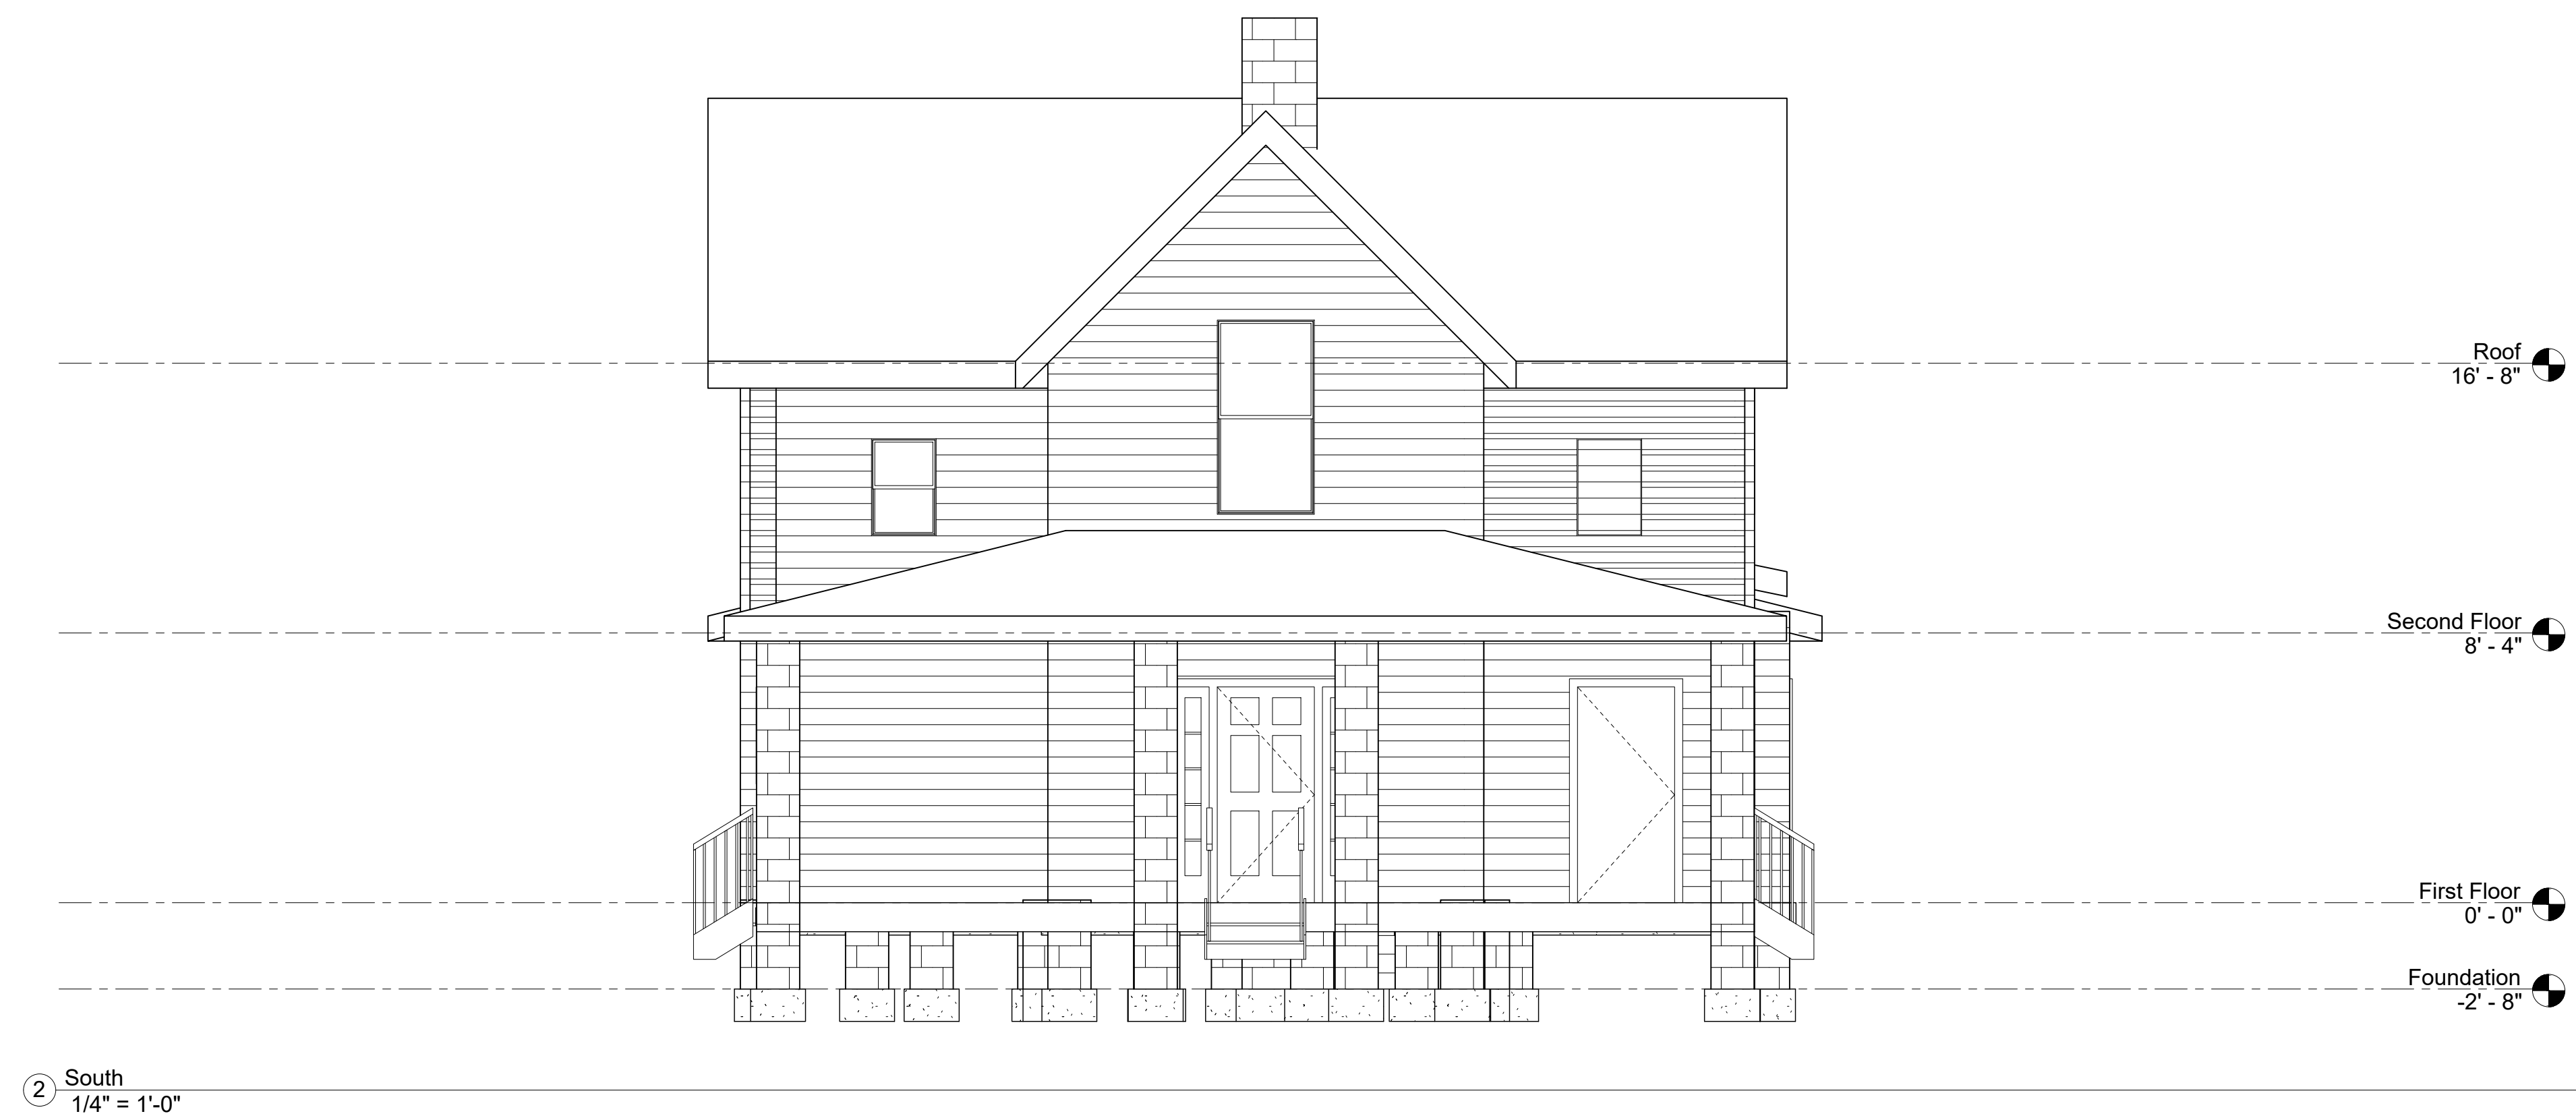 Roof
16' - 8"
Second Floor
8' - 4"
First Floor
0' - 0"
Foundation
-2' - 8"
2
South
1/4" = 1'-0"